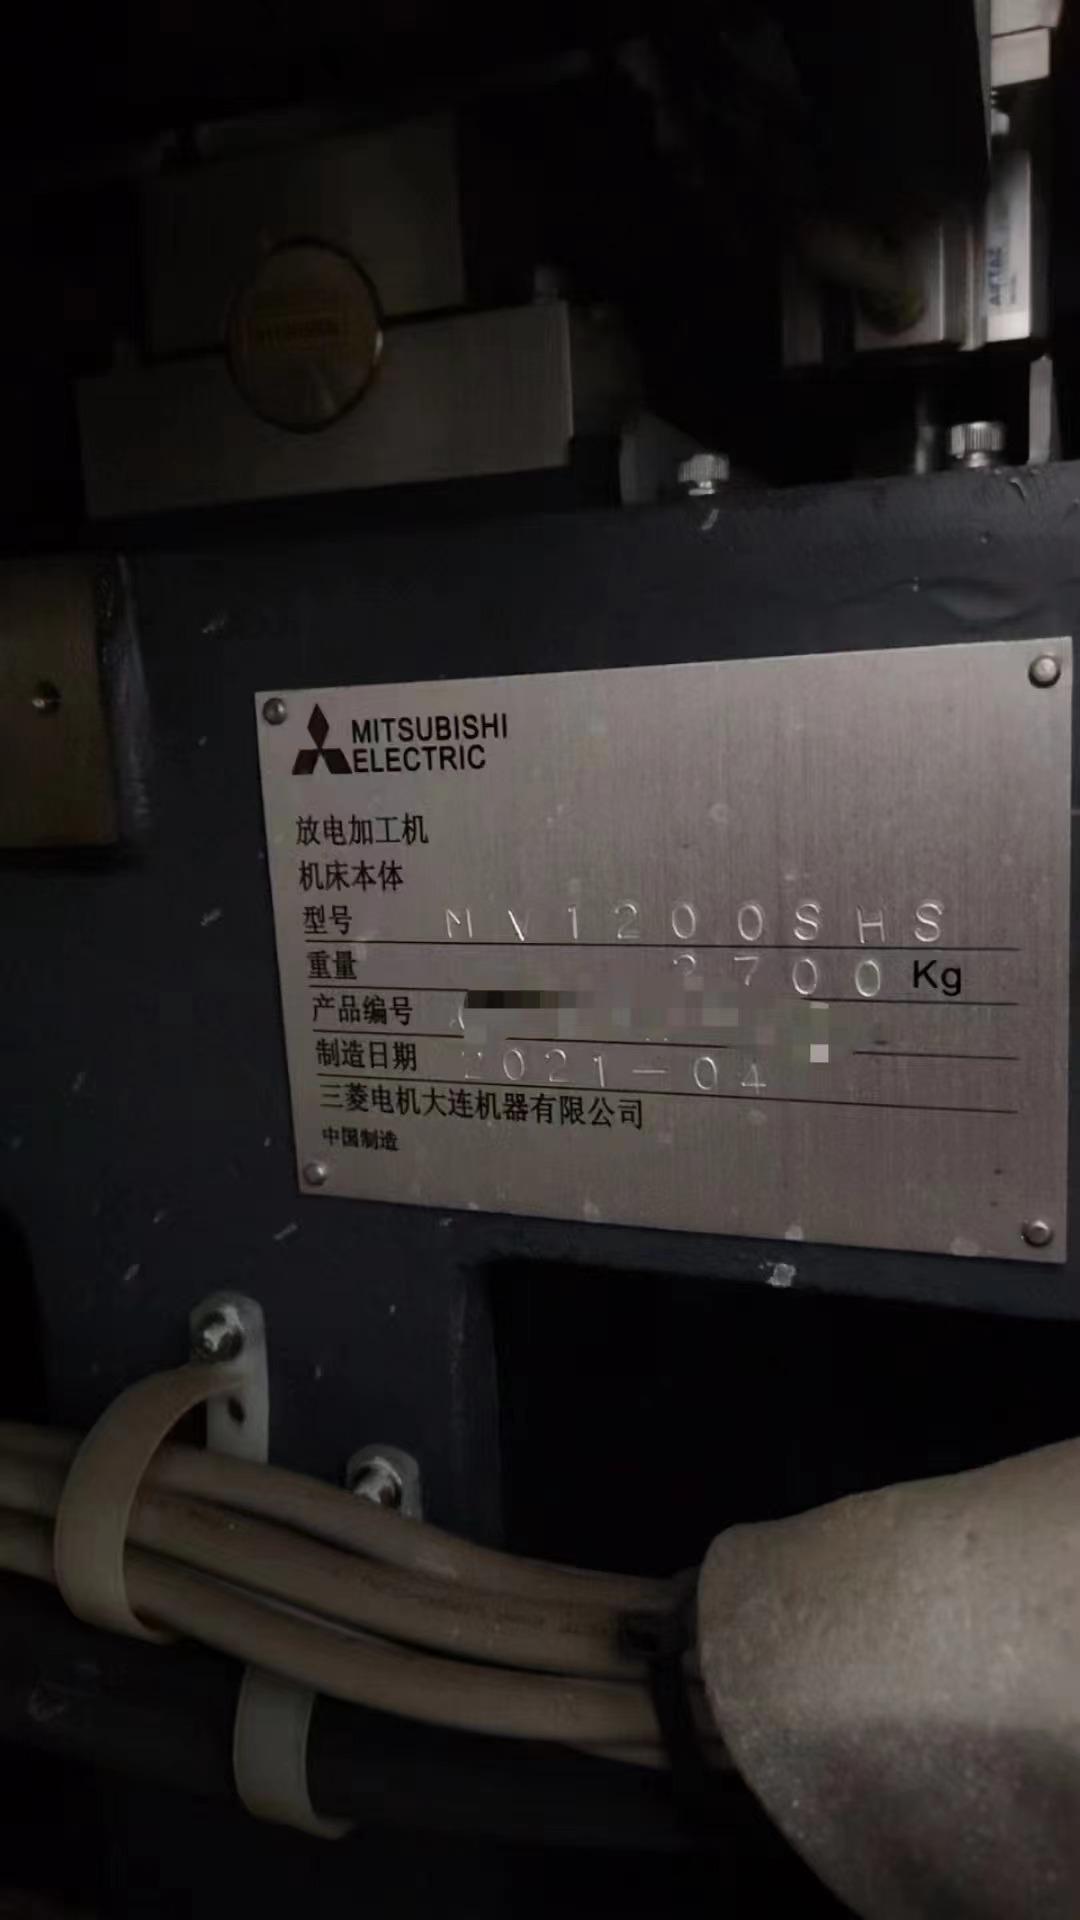 MITSUBISHI
ELECTRIC
放电加工机
机床本体
型号 MV1200SHS
重量 2700Kg
产品编号
制造日期 2021-04
三菱电机大连机器有限公司
中国制造